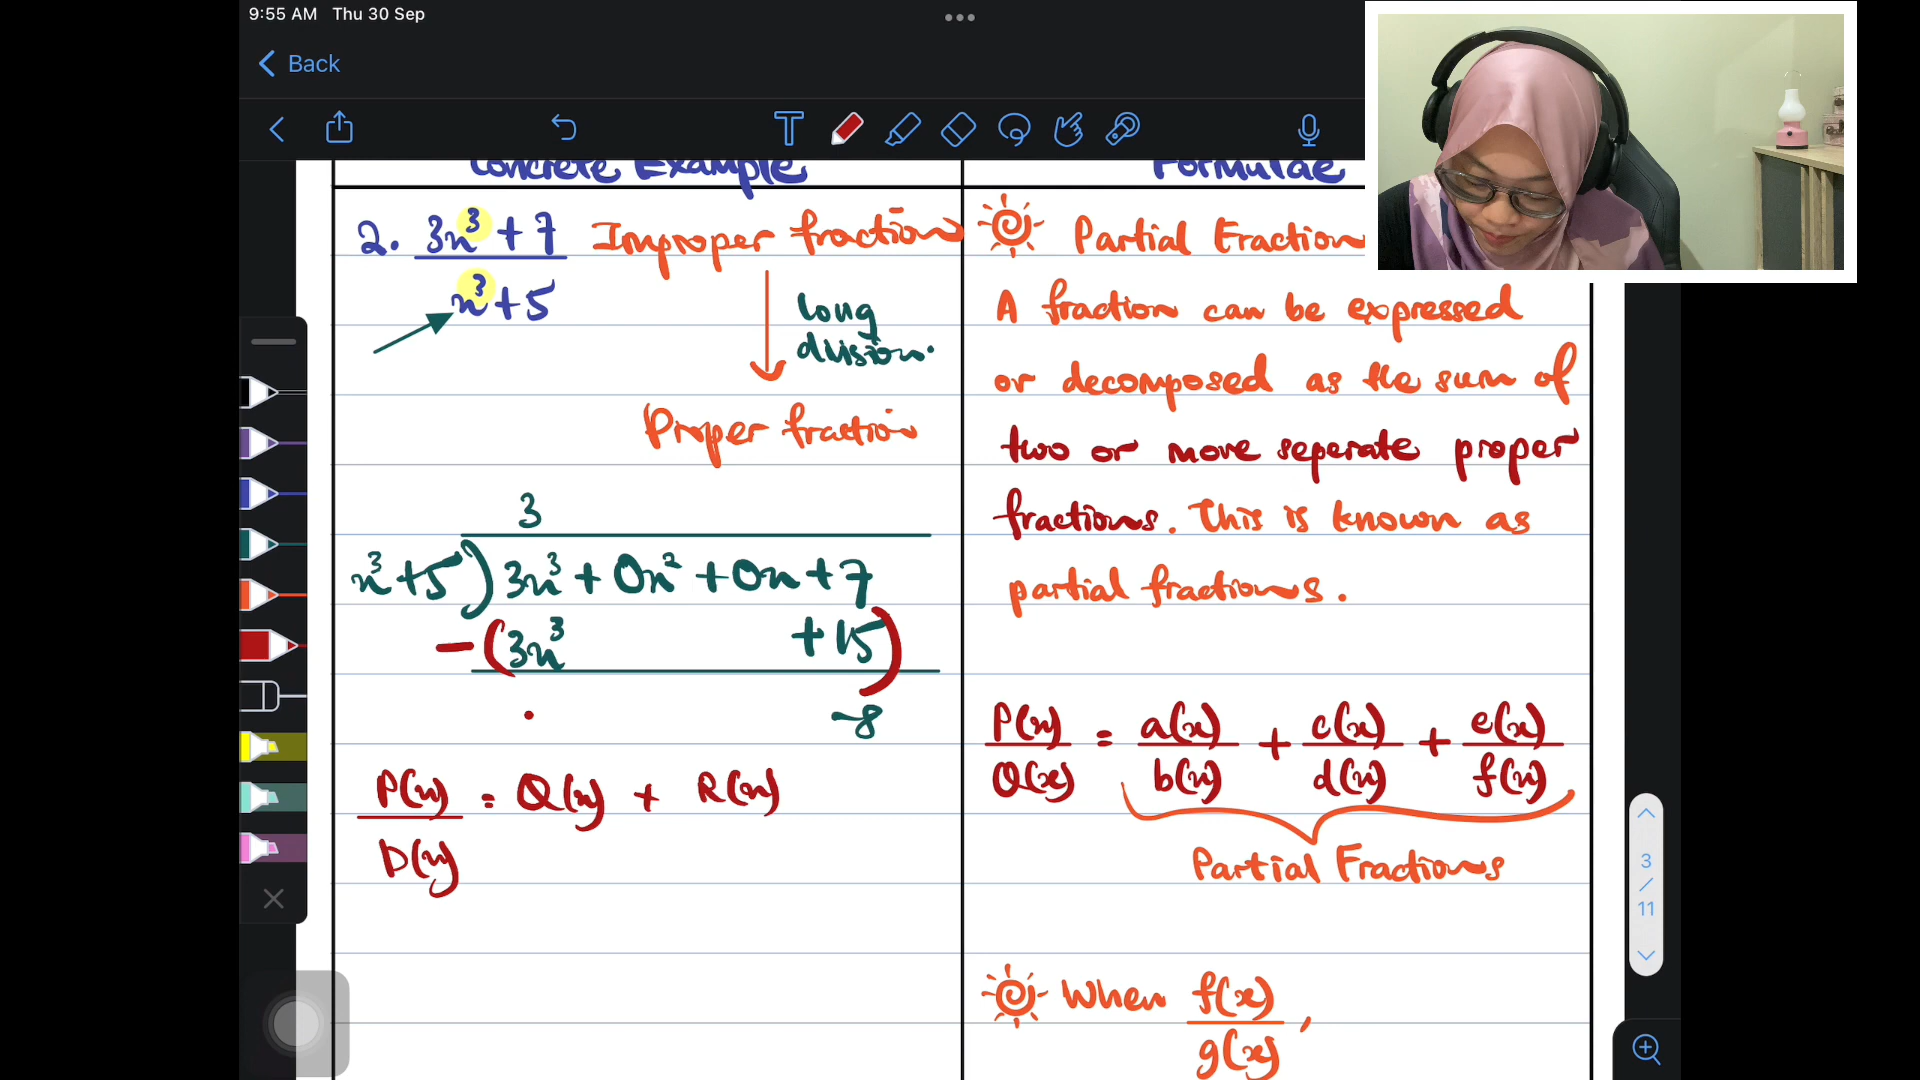 9:55 AM Thu 30 Sep
Back
T
Concrete Example
Formulae
2. 3x³ + 7 / x³ + 5
Improper fraction
long
division.
Proper fraction
3
x³ + 5 ) 3x³ + 0x² + 0x + 7
- ( 3x³ + 15 )
-8
P(x) / D(x) = Q(x) + R(x)
Partial Fraction
A fraction can be expressed
or decomposed as the sum of
two or more seperate proper
fractions. This is known as
partial fractions.
P(x) / Q(x) = a(x) / b(x) + c(x) / d(x) + e(x) / f(x)
Partial Fractions
When f(x) / g(x) ,
3
/
11